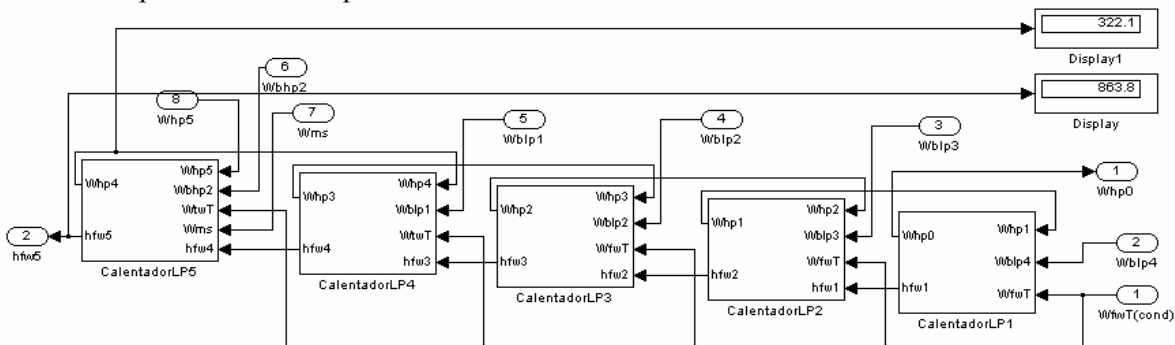 322.1
Display1
863.8
Display
6
Wbhp2
8
Whp5
7
Wms
5
Wblp1
4
Wblp2
3
Wblp3
1
Whp0
2
Wblp4
1
WfwT(cond)
2
hfw5
Whp4
hfw5
Whp5
Wbhp2
WtwT
Wms
hfw4
CalentadorLP5
Whp3
hfw4
Whp4
Wblp1
WtwT
hfw3
CalentadorLP4
Whp2
hfw3
Whp3
Wblp2
WfwT
hfw2
CalentadorLP3
Whp1
hfw2
Whp2
Wblp3
WfwT
hfw1
CalentadorLP2
Whp0
hfw1
Whp1
Wblp4
WfwT
CalentadorLP1